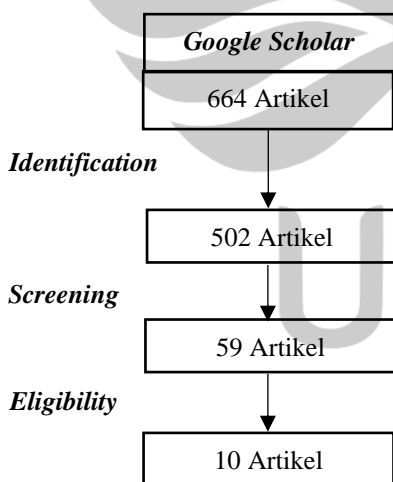 Google Scholar
664 Artikel
Identification
502 Artikel
Screening
59 Artikel
Eligibility
10 Artikel